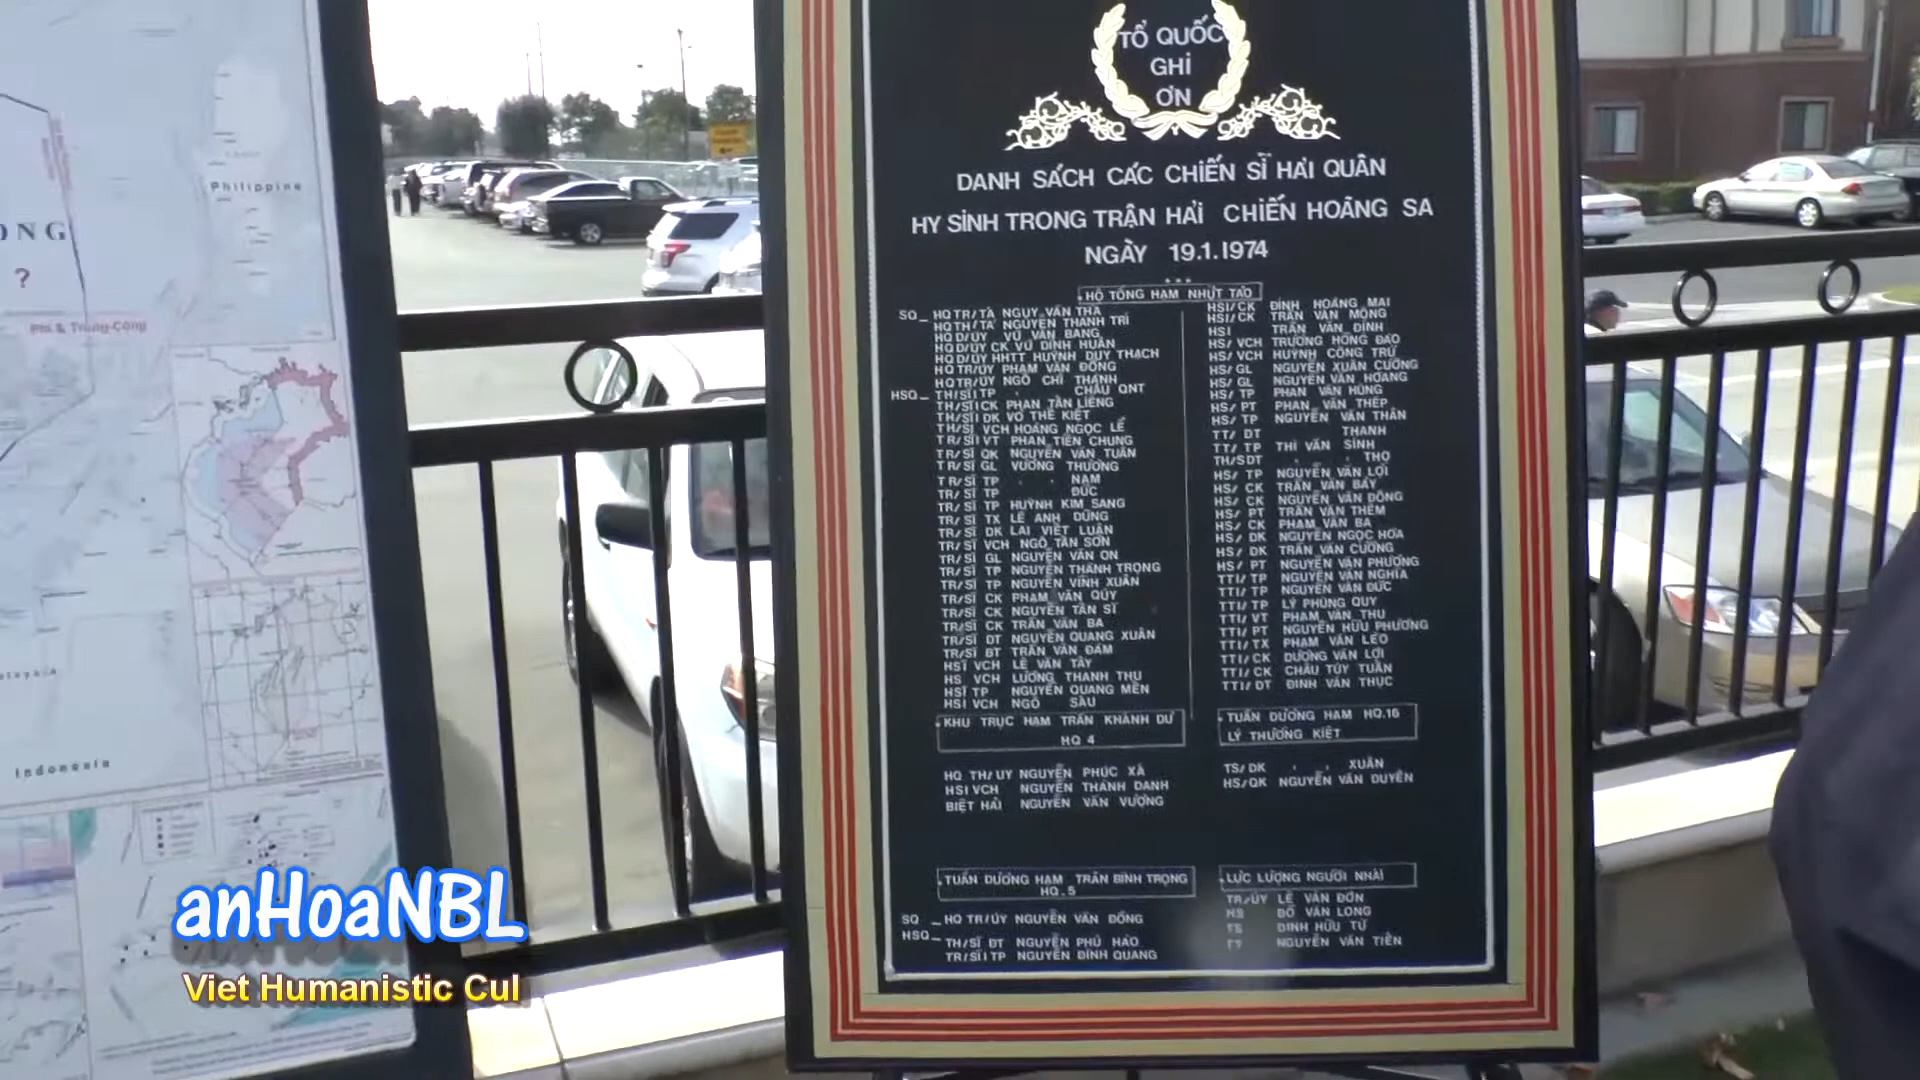 ONG
?
Philippine
Phi & Trung-Cộng
Indonesia
TỔ QUỐC
GHI
ƠN
DANH SÁCH CÁC CHIẾN SĨ HẢI QUÂN
HY SINH TRONG TRẬN HẢI CHIẾN HOÀNG SA
NGÀY 19.1.1974
HỘ TỐNG HẠM NHỰT TẢO
SQ _ HQ TR/TÁ NGUỴ VĂN THÀ
HQ TH/TÁ NGUYỄN THÀNH TRÍ
HQ Đ/ÚY VŨ VĂN BANG
HQ Đ/ÚY CK VŨ ĐÌNH HUÂN
HQ Đ/ÚY HHTT HUỲNH DUY THẠCH
HQ TR/ÚY PHẠM VĂN ĐỒNG
HQ TR/ÚY NGÔ CHÍ THÀNH
HSQ _ TH/SI I TP . CHÂU QNT
TH/SI I CK PHAN TẤN LIÊNG
TH/SI I ĐK VÕ THẾ KIỆT
TH/SĨ VCH HOÀNG NGỌC LỄ
TR/SI I VT PHAN TIẾN CHUNG
TR/SĨ QK NGUYỄN VĂN TUẤN
TR/SĨ GL VƯƠNG THƯƠNG
TR/SĨ TP . . NAM
TR/SĨ TP . ĐỨC
TR/SĨ TP HUỲNH KIM SANG
TR/SĨ TX LÊ ANH DŨNG
TR/SĨ ĐK LẠI VIỆT LUẬN
TR/SĨ VCH NGÔ TẤN SƠN
TR/SĨ GL NGUYỄN VĂN ON
TR/SĨ TP NGUYỄN THÀNH TRỌNG
TR/SĨ TP NGUYỄN VINH XUÂN
TR/SĨ CK PHẠM VĂN QUÝ
TR/SĨ CK NGUYỄN TẤN SĨ
TR/SĨ CK TRẦN VĂN BA
TR/SĨ ĐT NGUYỄN QUANG XUÂN
TR/SĨ BT TRẦN VĂN ĐẢM
HSI VCH LÊ VĂN TÂY
HS VCH LƯƠNG THANH THU
HSI TP NGUYỄN QUANG MẾN
HSI VCH NGÔ SÁU
HSI/CK ĐINH HOÀNG MAI
HSI/CK TRẦN VĂN MỘNG
HSI TRẦN VĂN ĐỊNH
HS/ VCH TRƯƠNG HỒNG ĐÀO
HS/ VCH HUỲNH CÔNG TRỨ
HS/ GL NGUYỄN XUÂN CƯỜNG
HS/ GL NGUYỄN VĂN HOÀNG
HS/ TP PHAN VĂN HÙNG
HS/ PT PHAN VĂN THÉP
HS/ TP NGUYỄN VĂN THÂN
TT/ ĐT THANH
TT/ TP THI VĂN SINH
TH/SĐT . . THỌ
HS/ TP NGUYỄN VĂN LỢI
HS/ CK TRẦN VĂN BẢY
HS/ CK NGUYỄN VĂN ĐÔNG
HS/ PT TRẦN VĂN THÊM
HS/ CK PHẠM VĂN BA
HS/ ĐK NGUYỄN NGỌC HÒA
HS/ ĐK TRẦN VĂN CƯỜNG
HS/ PT NGUYỄN VĂN PHƯƠNG
TTI/ TP NGUYỄN VĂN NGHĨA
TTI/ TP NGUYỄN VĂN ĐỨC
TTI/ TP LÝ PHÙNG QUY
TTI/ VT PHẠM VĂN THU
TTI/ PT NGUYỄN HỮU PHƯƠNG
TTI/ TX PHẠM VĂN LÈO
TTI/ CK DƯƠNG VĂN LỢI
TTI/ CK CHÂU TÙY TUẤN
TTI/ ĐT ĐINH VĂN THỤC
KHU TRỤC HẠM TRẦN KHÁNH DƯ
HQ 4
HQ TH/ÚY NGUYỄN PHÚC XÁ
HSI VCH NGUYỄN THÀNH DANH
BIỆT HẢI NGUYỄN VĂN VƯỢNG
TUẦN DƯƠNG HẠM HQ.16
LÝ THƯỜNG KIỆT
TS/ ĐK . . XUÂN
HS/QK NGUYỄN VĂN DUYÊN
TUẦN DƯƠNG HẠM TRẦN BÌNH TRỌNG
HQ.5
SQ _ HQ TR/ÚY NGUYỄN VĂN ĐỒNG
HSQ _ TH/SĨ ĐT NGUYỄN PHÚ HÀO
TR/SI I TP NGUYỄN ĐÌNH QUANG
LỰC LƯỢNG NGƯỜI NHÁI
TR/ÚY LÊ VĂN ĐƠN
HS ĐỖ VĂN LONG
TS ĐINH HỮU TỪ
NGUYỄN VĂN TIẾN
anHoaNBL
Viet Humanistic Cul